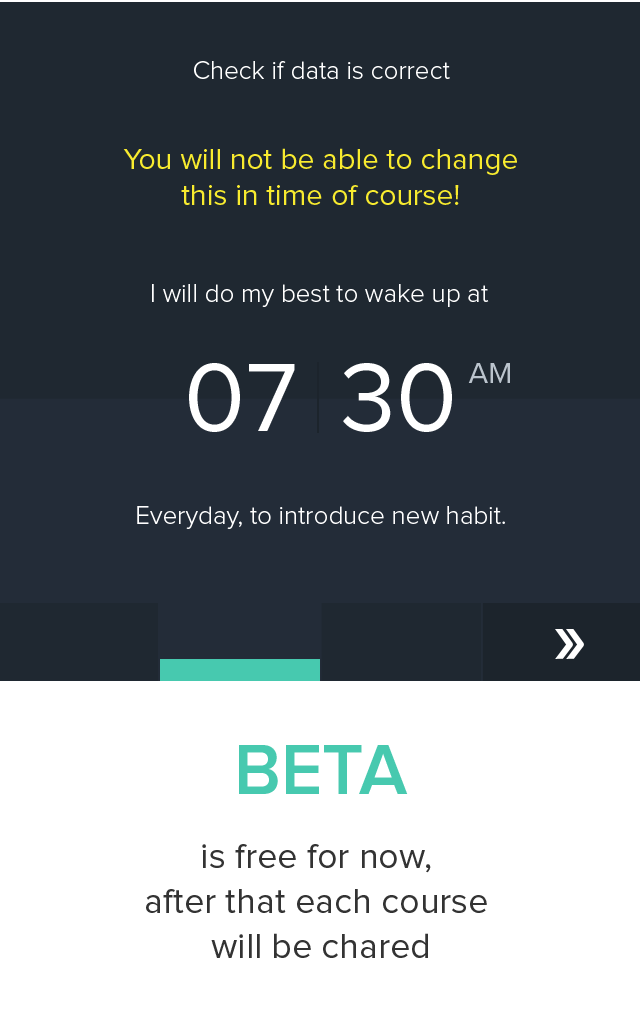 Check if data is correct
You will not be able to change
this in time of course!
I will do my best to wake up at
07 30 AM
Everyday, to introduce new habit.
BETA
is free for now,
after that each course
will be chared